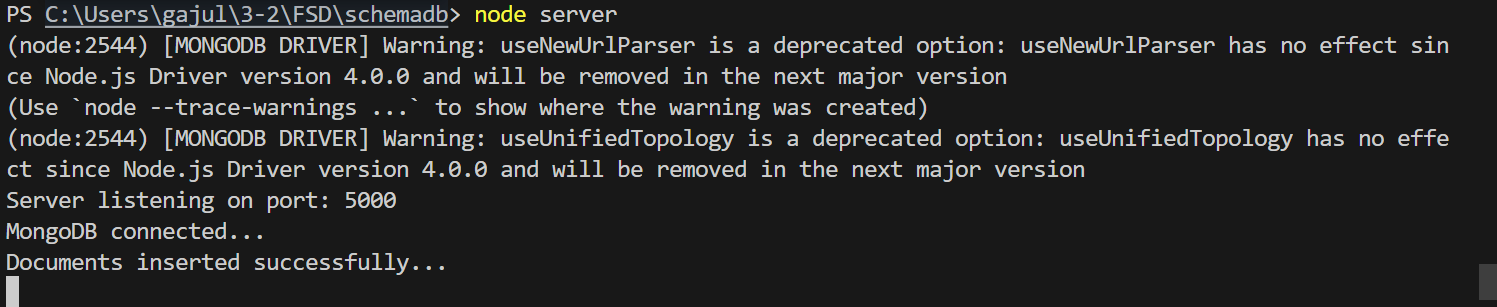 PS C:\Users\gajul\3-2\FSD\schemadb> node server
(node:2544) [MONGODB DRIVER] Warning: useNewUrlParser is a deprecated option: useNewUrlParser has no effect sin
ce Node.js Driver version 4.0.0 and will be removed in the next major version
(Use `node --trace-warnings ...` to show where the warning was created)
(node:2544) [MONGODB DRIVER] Warning: useUnifiedTopology is a deprecated option: useUnifiedTopology has no effe
ct since Node.js Driver version 4.0.0 and will be removed in the next major version
Server listening on port: 5000
MongoDB connected...
Documents inserted successfully...